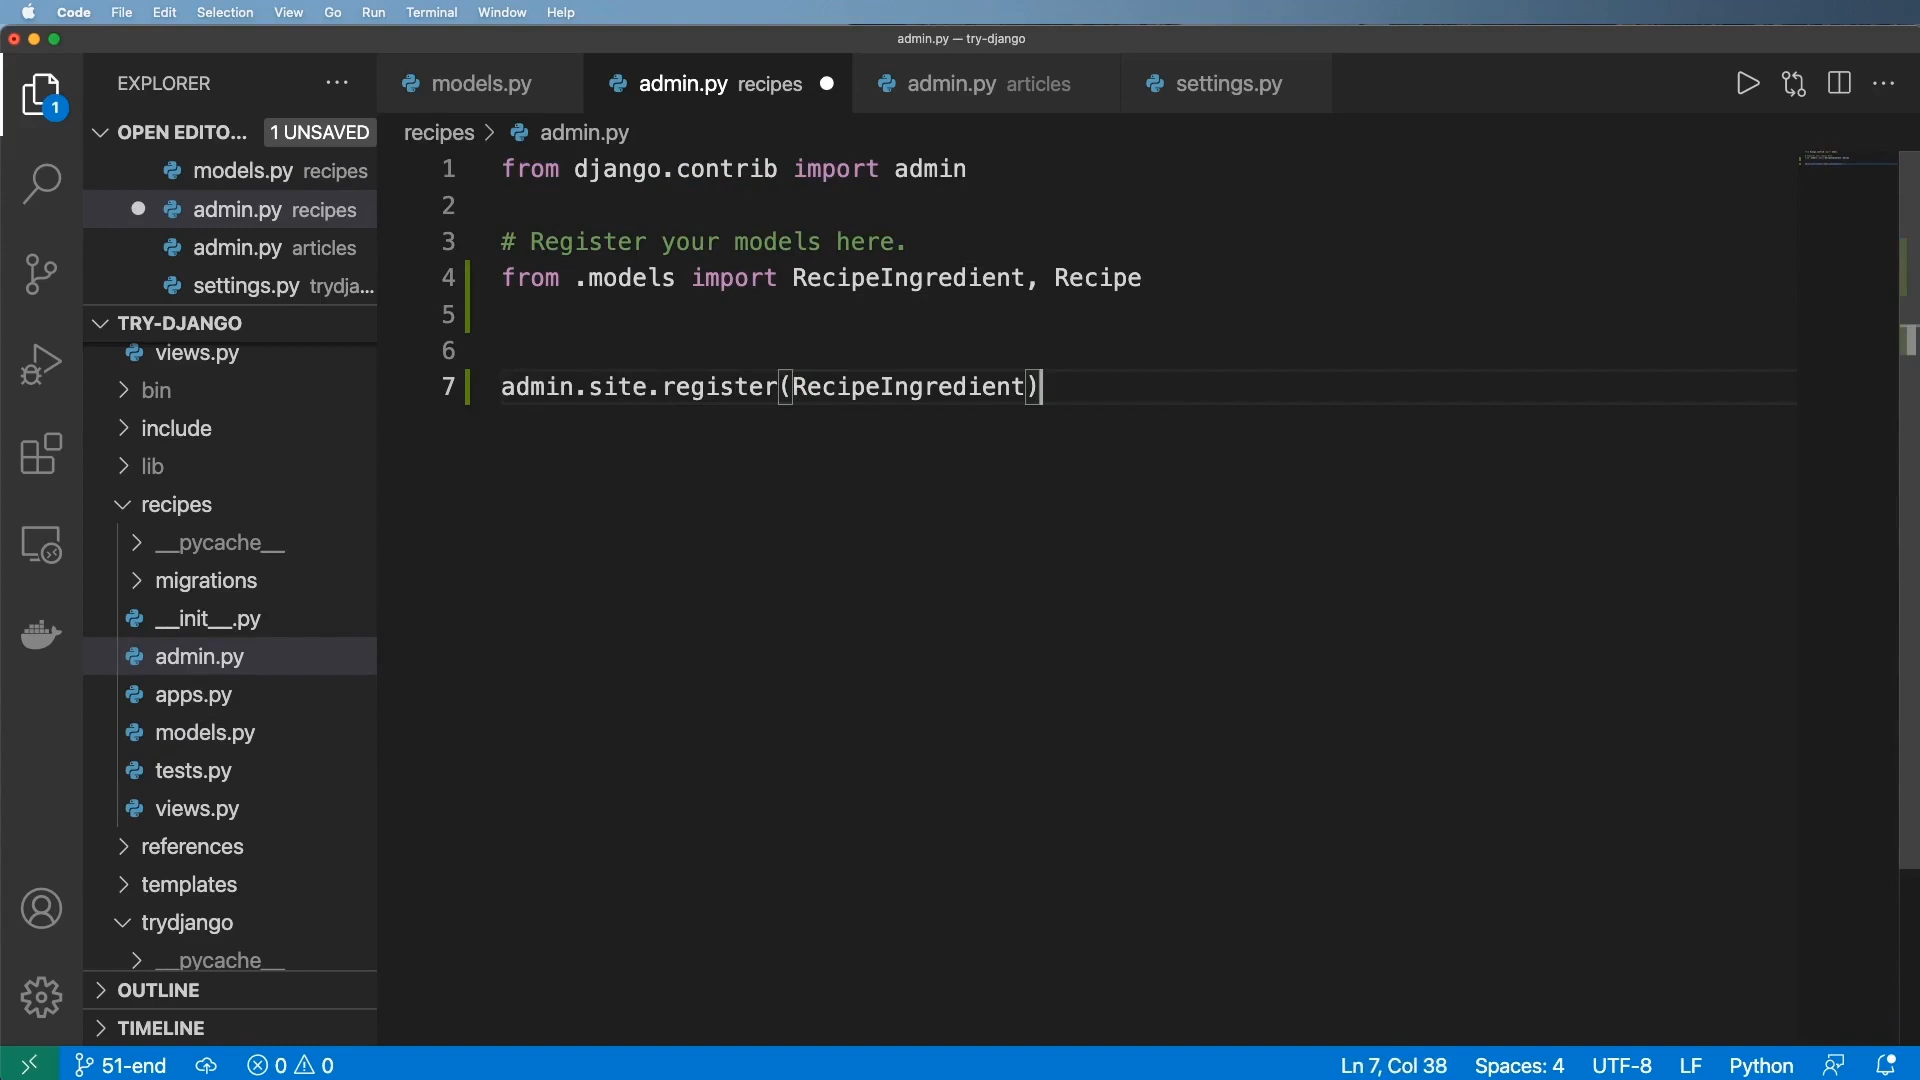 Code File Edit Selection View Go Run Terminal Window Help
admin.py — try-django
EXPLORER
models.py
admin.py recipes
admin.py articles
settings.py
1
OPEN EDITO... 1 UNSAVED
recipes > admin.py
models.py recipes
admin.py recipes
admin.py articles
settings.py trydja...
TRY-DJANGO
views.py
bin
include
lib
recipes
__pycache__
migrations
__init__.py
admin.py
apps.py
models.py
tests.py
views.py
references
templates
trydjango
__pycache__
OUTLINE
TIMELINE
1 from django.contrib import admin
2
3 # Register your models here.
4 from .models import RecipeIngredient, Recipe
5
6
7 admin.site.register(RecipeIngredient)
51-end 0 0 Ln 7, Col 38 Spaces: 4 UTF-8 LF Python